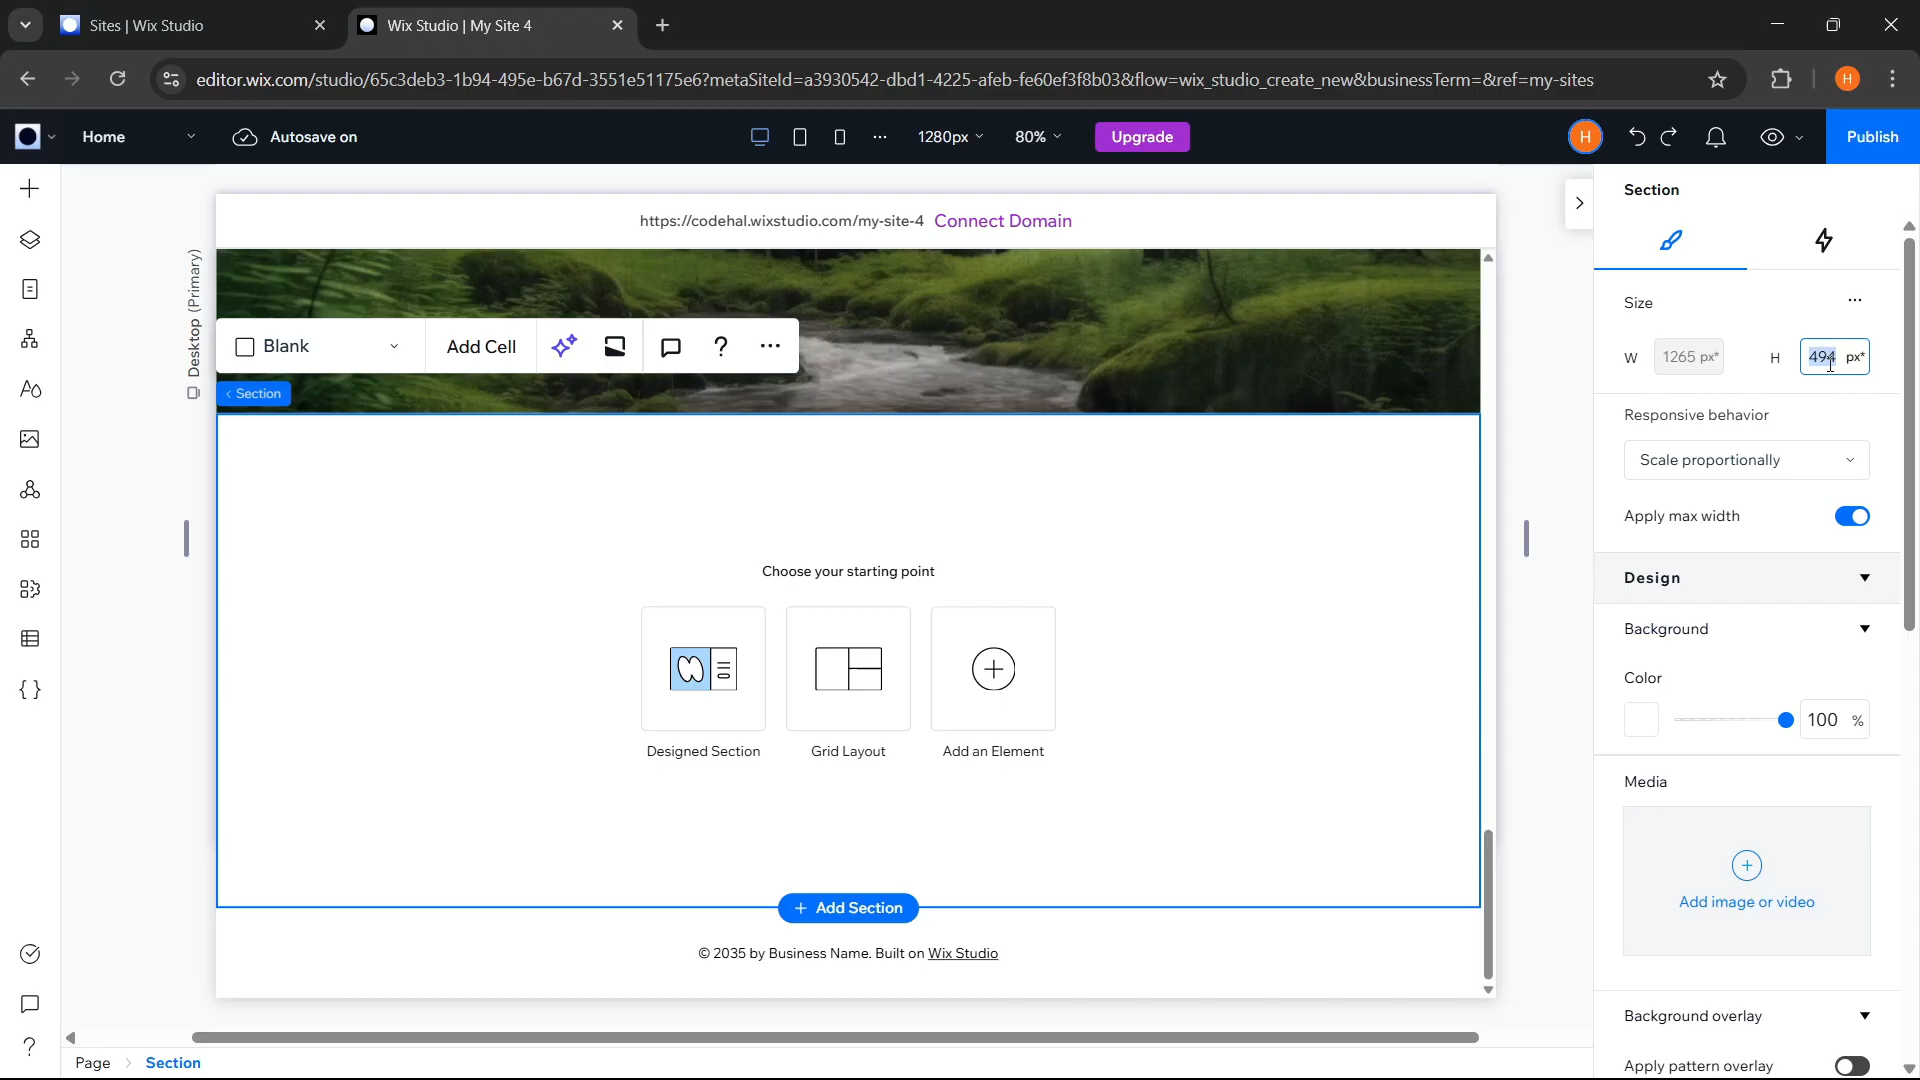 Sites | Wix Studio
Wix Studio | My Site 4
editor.wix.com/studio/65c3deb3-1b94-495e-b67d-3551e51175e6?metaSiteId=a3930542-dbd1-4225-afeb-fe60ef3f8b03&flow=wix_studio_create_new&businessTerm=&ref=my-sites
H
Home
Autosave on
1280px
80%
Upgrade
H
Publish
https://codehal.wixstudio.com/my-site-4 Connect Domain
Desktop (Primary)
Blank
Add Cell
Section
Choose your starting point
Designed Section
Grid Layout
Add an Element
+ Add Section
© 2035 by Business Name. Built on Wix Studio
Page > Section
Section
Size
W 1265 px* H 494 px*
Responsive behavior
Scale proportionally
Apply max width
Design
Background
Color
100 %
Media
Add image or video
Background overlay
Apply pattern overlay